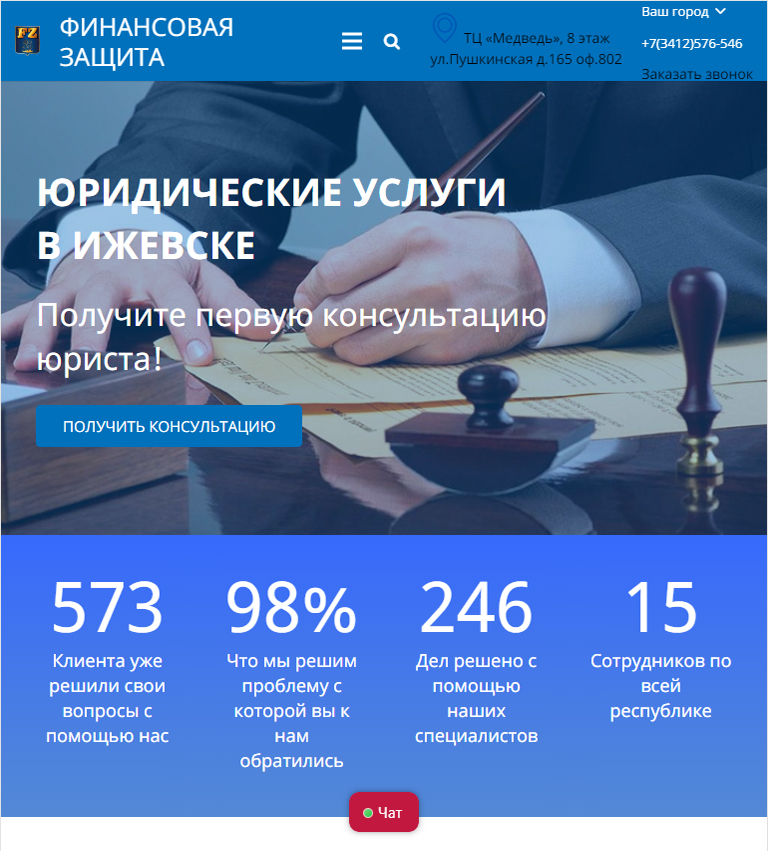 FZ
ФИНАНСОВАЯ
ЗАЩИТА
ТЦ «Медведь», 8 этаж
ул.Пушкинская д.165 оф.802
Ваш город
+7(3412)576-546
Заказать звонок
ЮРИДИЧЕСКИЕ УСЛУГИ
В ИЖЕВСКЕ
Получите первую консультацию
юриста!
ПОЛУЧИТЬ КОНСУЛЬТАЦИЮ
573
Клиента уже
решили свои
вопросы с
помощью нас
98%
Что мы решим
проблему с
которой вы к
нам
обратились
246
Дел решено с
помощью
наших
специалистов
15
Сотрудников по
всей
республике
Чат